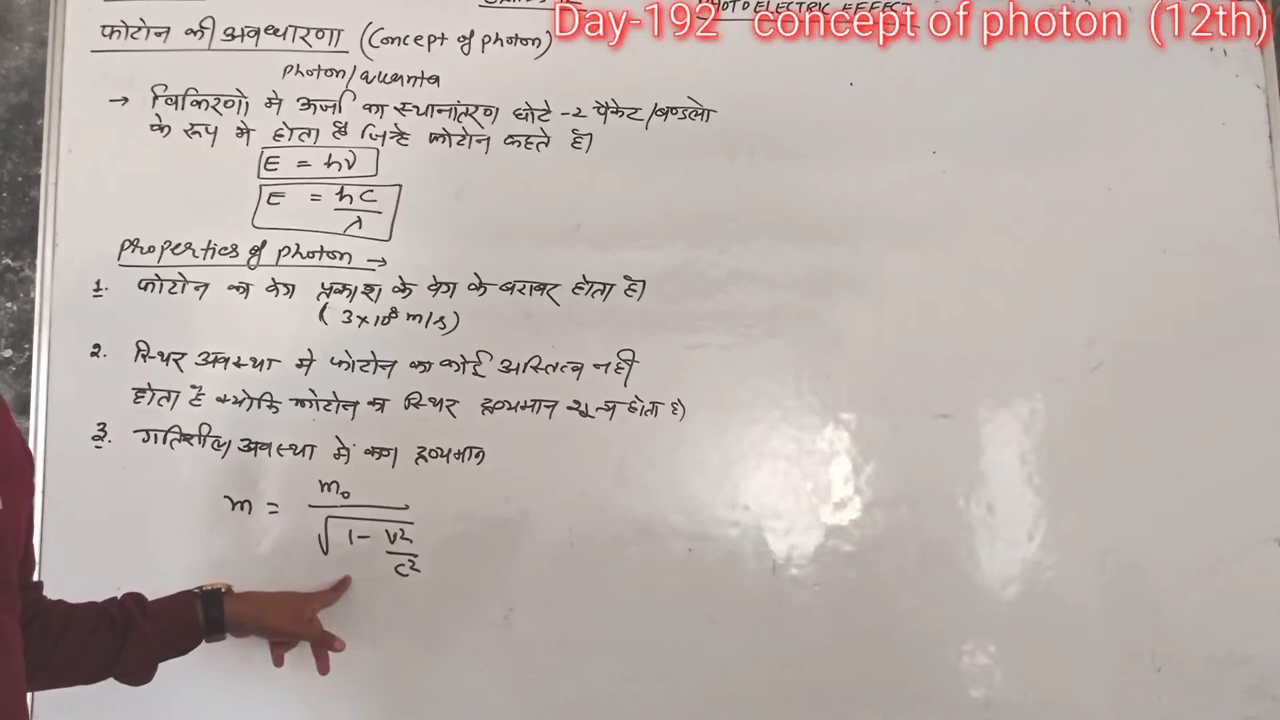 PHOTOELECTRIC EFFECT
Day-192 concept of photon (12th)
फोटोन की अवधारणा (Concept of photon)
photon/quanta
→ विकिरणो मे ऊर्जा का स्थानांतरण छोटे-2 पैकेट/बण्डलो
के रूप मे होता है जिन्हे फोटोन कहते है।
E = hν
E = hc/λ
Properties of photon →
1. फोटोन का वेग प्रकाश के वेग के बराबर होता है।
(3×10⁸ m/s)
2. स्थिर अवस्था मे फोटोन का कोई अस्तित्व नही
होता है क्योकि फोटोन का स्थिर द्रव्यमान शून्य होता है।
3. गतिशील अवस्था में कण द्रव्यमान
m = m₀/√(1 - v²/c²)